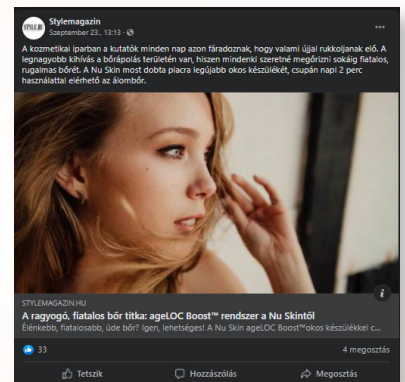 STYLE.HU
Stylemagazin
Szeptember 23., 13:13 ·
A kozmetikai iparban a kutatók minden nap azon fáradoznak, hogy valami újjal rukkoljanak elő. A
legnagyobb kihívás a bőrápolás területén van, hiszen mindenki szeretné megőrizni sokáig fiatalos,
rugalmas bőrét. A Nu Skin most dobta piacra legújabb okos készülékét, csupán napi 2 perc
használattal elérhető az álombőr.
STYLEMAGAZIN.HU
A ragyogó, fiatalos bőr titka: ageLOC Boost™ rendszer a Nu Skintől
Élénkebb, fiatalosabb, üde bőr? Igen, lehetséges! A Nu Skin ageLOC Boost™okos készülékkel c...
33
4 megosztás
Tetszik
Hozzászólás
Megosztás